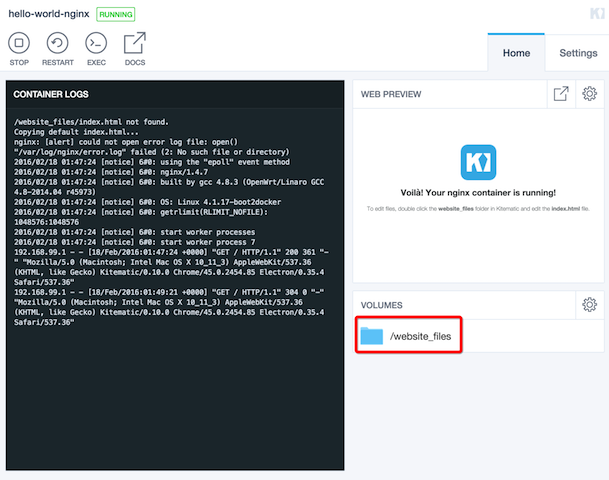 hello-world-nginx RUNNING
STOP RESTART EXEC DOCS
Home Settings
CONTAINER LOGS
/website_files/index.html not found.
Copying default index.html...
nginx: [alert] could not open error log file: open()
"/var/log/nginx/error.log" failed (2: No such file or directory)
2016/02/18 01:47:24 [notice] 6#0: using the "epoll" event method
2016/02/18 01:47:24 [notice] 6#0: nginx/1.4.7
2016/02/18 01:47:24 [notice] 6#0: built by gcc 4.8.3 (OpenWrt/Linaro GCC
4.8-2014.04 r45973)
2016/02/18 01:47:24 [notice] 6#0: OS: Linux 4.1.17-boot2docker
2016/02/18 01:47:24 [notice] 6#0: getrlimit(RLIMIT_NOFILE):
1048576:1048576
2016/02/18 01:47:24 [notice] 6#0: start worker processes
2016/02/18 01:47:24 [notice] 6#0: start worker process 7
192.168.99.1 - - [18/Feb/2016:01:47:24 +0000] "GET / HTTP/1.1" 200 361 "-
" "Mozilla/5.0 (Macintosh; Intel Mac OS X 10_11_3) AppleWebKit/537.36
(KHTML, like Gecko) Kitematic/0.10.0 Chrome/45.0.2454.85 Electron/0.35.4
Safari/537.36"
192.168.99.1 - - [18/Feb/2016:01:49:21 +0000] "GET / HTTP/1.1" 304 0 "-"
"Mozilla/5.0 (Macintosh; Intel Mac OS X 10_11_3) AppleWebKit/537.36
(KHTML, like Gecko) Kitematic/0.10.0 Chrome/45.0.2454.85 Electron/0.35.4
Safari/537.36"
WEB PREVIEW
Voilà! Your nginx container is running!
To edit files, double click the website_files folder in Kitematic and edit the index.html file.
VOLUMES
/website_files